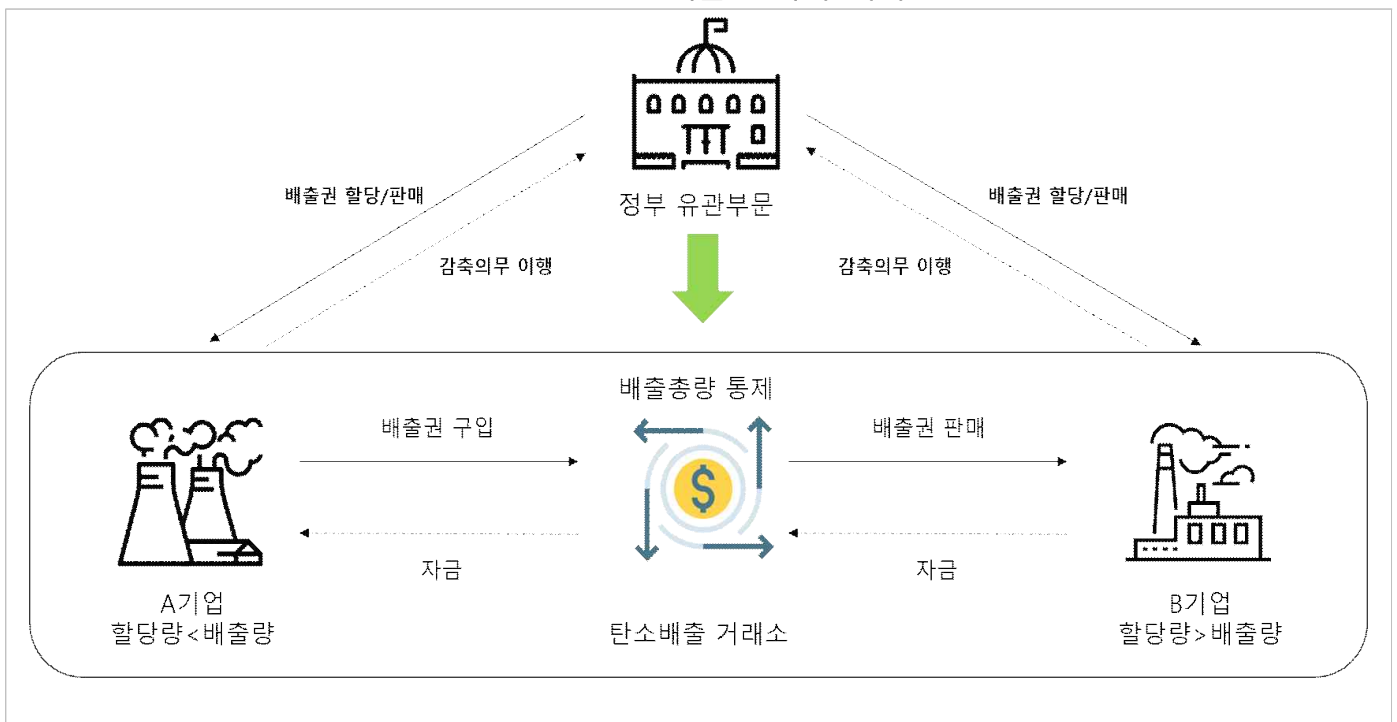 정부 유관부문
배출권 할당/판매
배출권 할당/판매
감축의무 이행
감축의무 이행
배출총량 통제
배출권 구입
배출권 판매
$
자금
자금
A기업
할당량<배출량
탄소배출 거래소
B기업
할당량>배출량